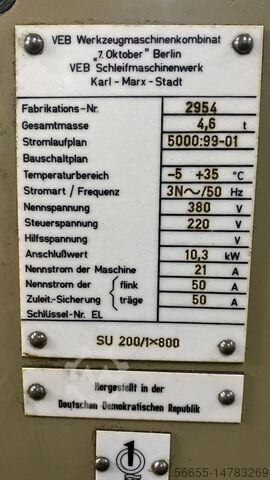 VEB Werkzeugmaschinenkombinat
„7. Oktober" Berlin
VEB Schleifmaschinenwerk
Karl-Marx-Stadt
Fabrikations-Nr. 2954
Gesamtmasse 4,6 t
Stromlaufplan 5000:99-01
Bauschaltplan
Temperaturbereich -5 +35 °C
Stromart / Frequenz 3N~/50 Hz
Nennspannung 380 V
Steuerspannung 220 V
Hilfsspannung V
Anschlußwert 10,3 kW
Nennstrom der Maschine 21 A
Nennstrom der flink 50 A
Zuleit.-Sicherung träge 50 A
Schlüssel-Nr. EL
SU 200/1×800
Hergestellt in der
Deutschen Demokratischen Republik
1
56655-14783269